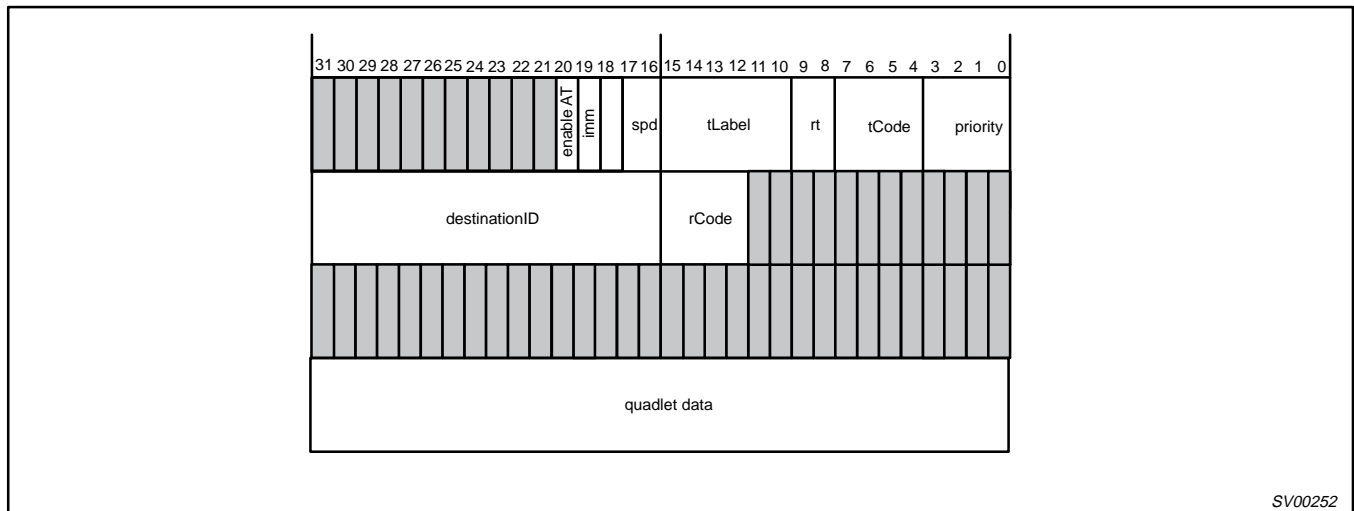 31 30 29 28 27 26 25 24 23 22 21 20 19 18 17 16 15 14 13 12 11 10 9 8 7 6 5 4 3 2 1 0
enable AT imm spd tLabel rt tCode priority
destinationID rCode
quadlet data
SV00252